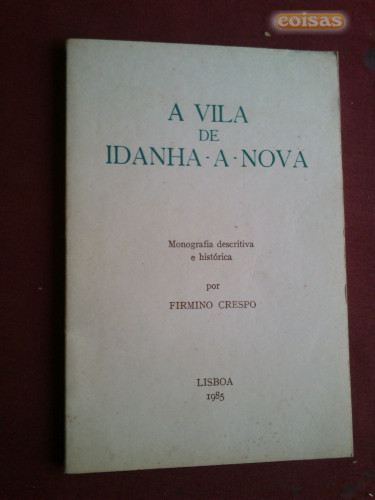 coisas
A VILA
DE
IDANHA-A-NOVA
Monografia descritiva
e histórica
por
FIRMINO CRESPO
LISBOA
1985